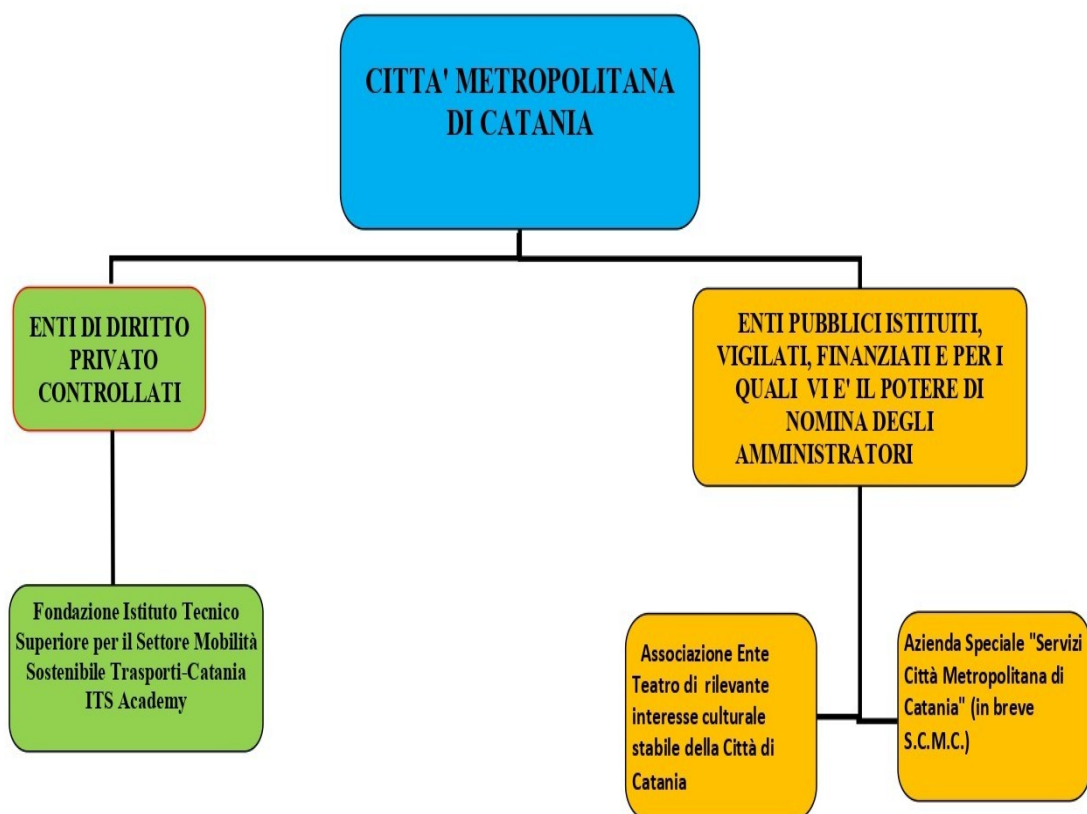 CITTA' METROPOLITANA
DI CATANIA
ENTI DI DIRITTO
PRIVATO
CONTROLLATI
ENTI PUBBLICI ISTITUITI,
VIGILATI, FINANZIATI E PER I
QUALI VI E' IL POTERE DI
NOMINA DEGLI
AMMINISTRATORI
Fondazione Istituto Tecnico
Superiore per il Settore Mobilità
Sostenibile Trasporti-Catania
ITS Academy
Associazione Ente
Teatro di rilevante
interesse culturale
stabile della Città di
Catania
Azienda Speciale "Servizi
Città Metropolitana di
Catania" (in breve
S.C.M.C.)